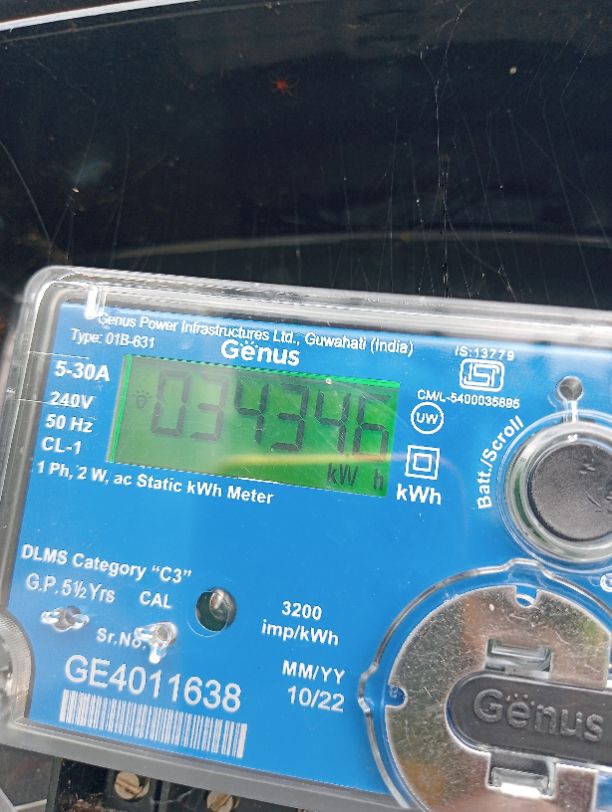 Genus Power Infrastructures Ltd., Guwahati (India)
Type: 01B-631
Genus
IS:13779
5-30A
240V
50 Hz
CL-1
034346
kW h
CM/L-5400035895
UW
kWh
Batt./Scroll
1 Ph, 2 W, ac Static kWh Meter
DLMS Category "C3"
G.P. 5½ Yrs
CAL
3200
imp/kWh
Sr.No.
GE4011638
MM/YY
10/22
Genus